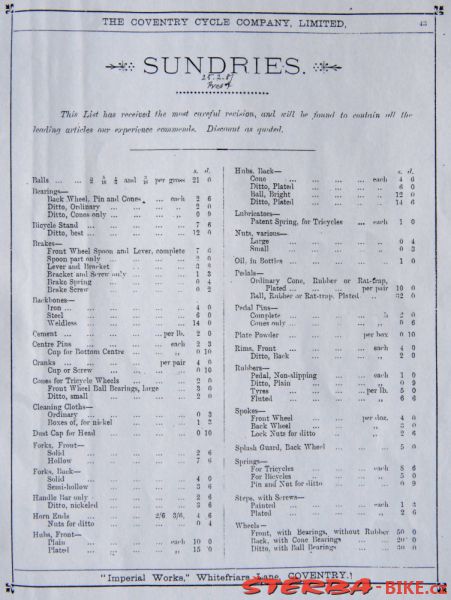 THE COVENTRY CYCLE COMPANY, LIMITED, 43
SUNDRIES.
This List has received the most careful revision, and will be found to contain all the
leading articles our experience commends. Discount as quoted.
s. d.
Balls ... per gross 21 0
Bearings—
Back Wheel, Pin and Cones ... each 2 6
Ditto, Ordinary ... 2 0
Ditto, Cones only ... „ 0 9
Bicycle Stand ... 7 6
Ditto, best ... 12 0
Brakes—
Front Wheel Spoon and Lever, complete 7 6
Spoon part only ... 2 0
Lever and Bracket ...
Bracket and Screw only ... 1 3
Brake Spring ... 0 4
Brake Screw ... 0 2
Backbones—
Iron ... 4 0
Steel ... 6 0
Weldless ... 14 0
Cement ... per lb. 2 0
Centre Pins ... each 2 3
Cup for Bottom Centre ... „ 0 10
Cranks ... per pair 4 0
Cup or Screw ... „ 0 10
Cones for Tricycle Wheels 2 0
Front Wheel Ball Bearings, large 3 0
Ditto, small ... 2 0
Cleaning Cloths—
Ordinary ... 0 3
Boxes of, for nickel ... 1
Dust Cap for Head ... 0 10
Forks, Front—
Solid ... 2 6
Hollow ... 7 6
Forks, Back—
Solid ... 4 0
Semi-hollow ... 6
Handle Bar only ... 2 6
Ditto, nickeled ... 3 6
Horn Ends ... 2/6 3/6, 4 6
Nuts for ditto ... 0 4
Hubs, Front—
Plain ... each 10 0
Plated ... „ 15 0
s. d.
Hubs, Back—
Cone ... each 4 6
Ditto, Plated ... 6 0
Ball, Bright ... 12 0
Ditto, Plated ... 14 6
Lubricators—
Patent Spring, for Tricycles ... each 1 0
Nuts, various—
Large ... 0 4
Small ... 0 3
Oil, in Bottles ... 1 0
Pedals—
Ordinary Cone, Rubber or Rat-trap,
Plated ... per pair 10 0
Ball, Rubber or Rat-trap, Plated „ 0
Pedal Pins—
Complete ... 2 0
Cones only ... „ 0 6
Plate Powder ... per box 0 10
Rims, Front ... each 4 0
Ditto, Back ... „ 2 0
Rubbers—
Pedal, Non-slipping ... each 1 0
Ditto, Plain ... „ 0 9
Tyres ... per lb. 5 0
Fluted ... „ 6 6
Spokes—
Front Wheel ... per doz. 4 0
Back Wheel ... „ 0
Lock Nuts for ditto ... „ 2 6
Splash Guard, Back Wheel ... 5 0
Springs—
For Tricycles ... each 8 6
For Bicycles ... „ 5 0
Pin and Nut for ditto ... „ 0 9
Steps, with Screws—
Painted ... each 1
Plated ... „ 2 6
Wheels—
Front, with Bearings, without Rubber 50 0
Back, with Cone Bearings 20 0
Ditto, with Ball Bearings ... 30 0
"Imperial Works," Whitefriars Lane, COVENTRY.
STERBA-BIKE.cz